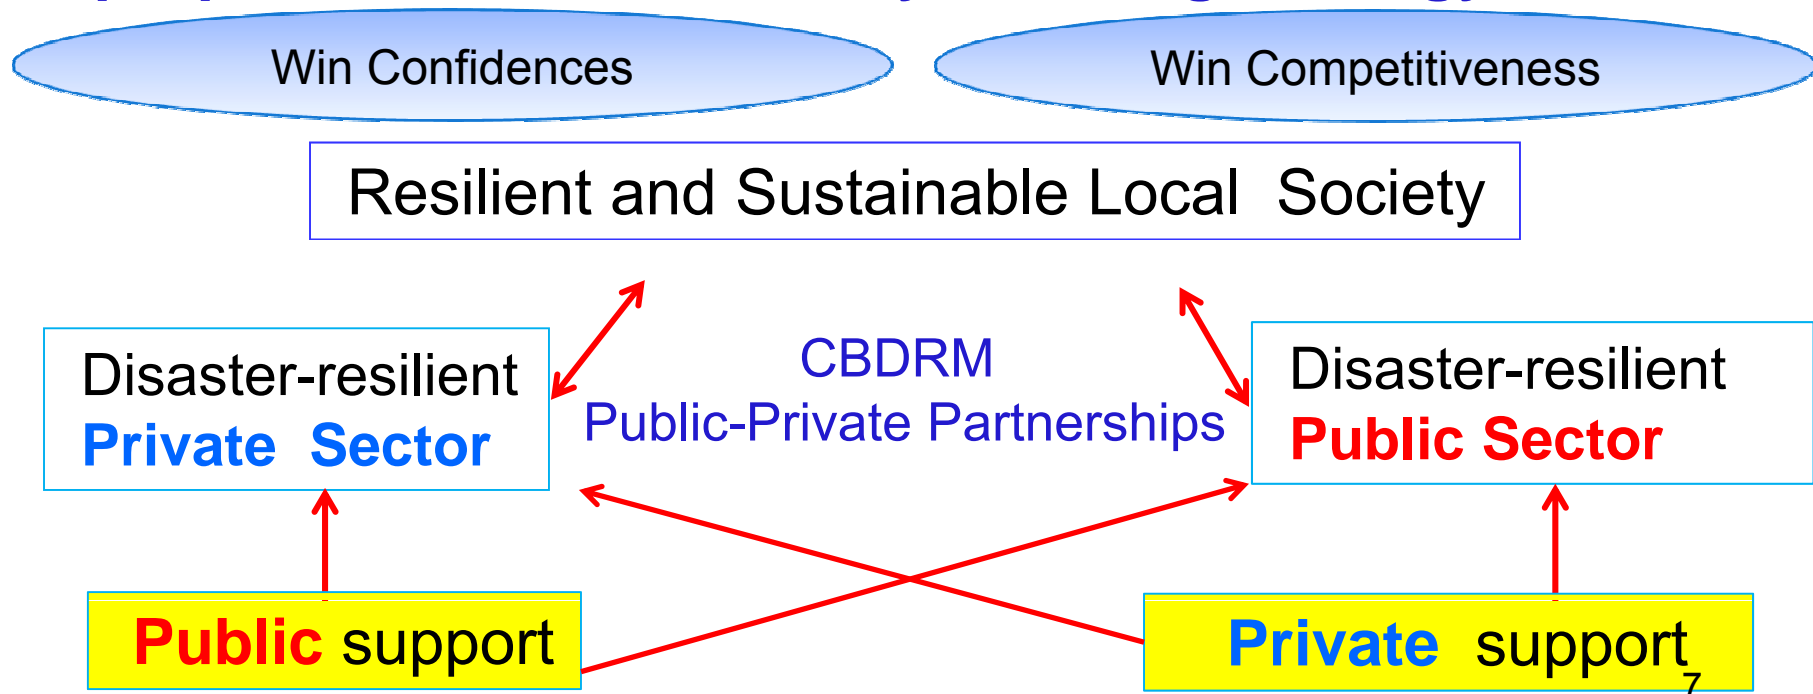 Win Confidences
Win Competitiveness
Resilient and Sustainable Local Society
Disaster-resilient
Private Sector
CBDRM
Public-Private Partnerships
Disaster-resilient
Public Sector
Public support
Private support
7